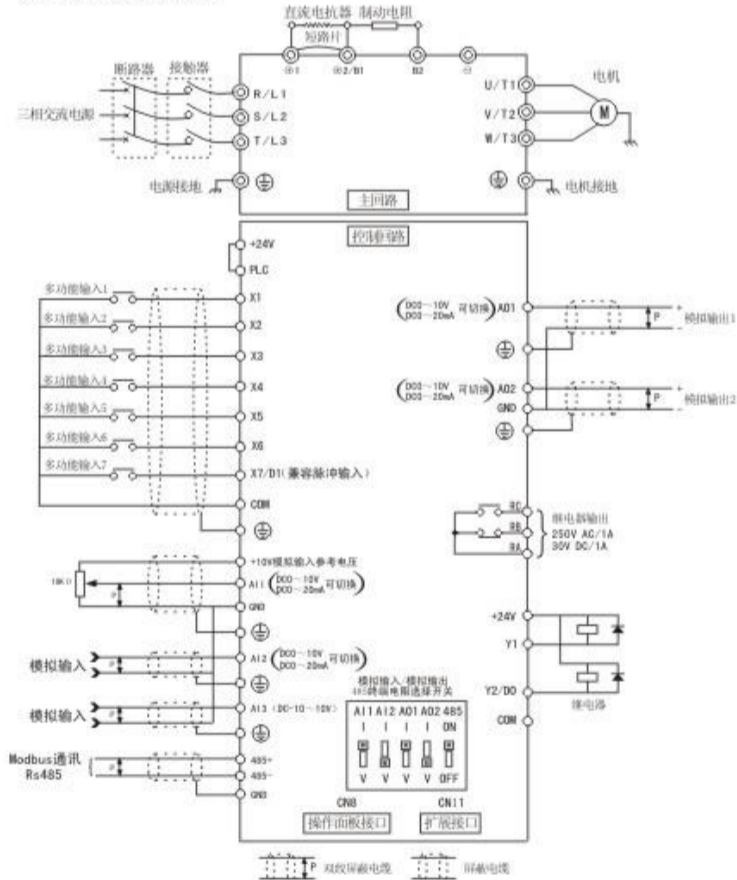 直流电抗器 制动电阻
短路片
⊕1 ⊕2/B1 B2 ⊖
断路器 接触器
三相交流电源
R/L1
S/L2
T/L3
U/T1
V/T2
W/T3
电机
M
电源接地
电机接地
主回路
控制回路
+24V
PLC
多功能输入1 X1
多功能输入2 X2
多功能输入3 X3
多功能输入4 X4
多功能输入5 X5
多功能输入6 X6
多功能输入7 X7/D1(兼容脉冲输入)
COM
(DC0~10V DC0~20mA 可切换) AO1
P
+
模拟输出1
-
(DC0~10V DC0~20mA 可切换) AO2
GND
P
+
模拟输出2
-
RC
RB
RA
继电器输出
250V AC/1A
30V DC/1A
+10V模拟输入参考电压
10KΩ
P
AI1 (DC0~10V DC0~20mA 可切换)
GND
模拟输入
P
AI2 (DC0~10V DC0~20mA 可切换)
模拟输入
P
AI3 (DC-10~10V)
Modbus通讯
Rs485
P
485+
485-
GND
+24V
Y1
Y2/DO
COM
继电器
模拟输入/模拟输出
485终端电阻选择开关
AI1 AI2 AO1 AO2 485
I I I I ON
V V V V OFF
CN8 CN11
操作面板接口 扩展接口
P 双绞屏蔽电缆 屏蔽电缆